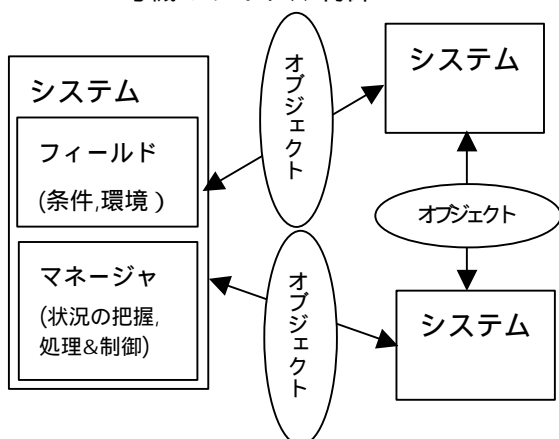 システム
フィールド
(条件,環境 )
マネージャ
(状況の把握,
処理&制御)
オブジェクト
オブジェクト
システム
オブジェクト
システム